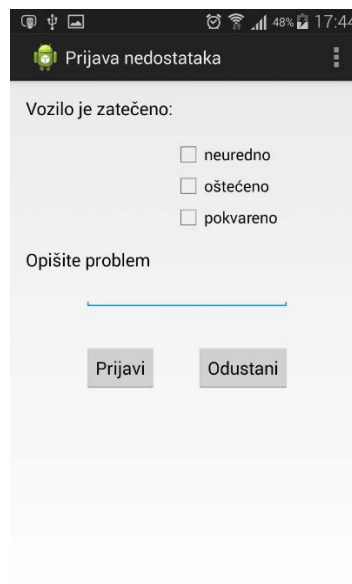 48% 17:44
Prijava nedostataka
Vozilo je zatečeno:
neuredno
oštećeno
pokvareno
Opišite problem
Prijavi Odustani